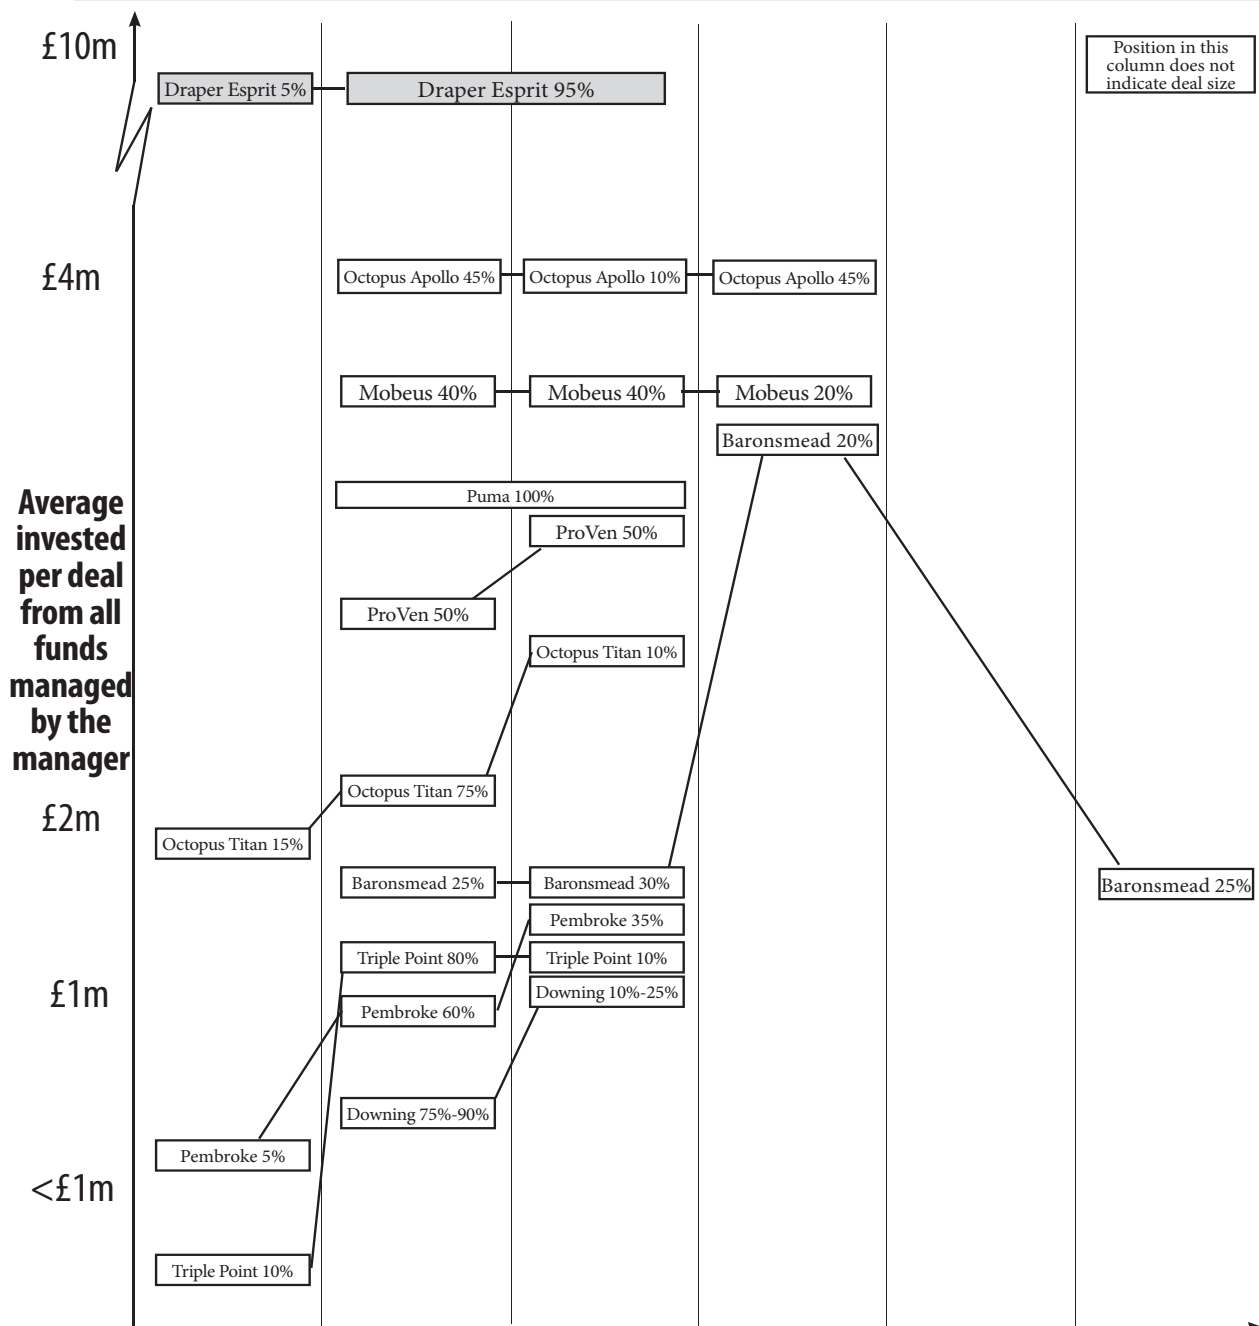 £10m
Position in this
column does not
indicate deal size
Draper Esprit 5%
Draper Esprit 95%
£4m
Octopus Apollo 45%
Octopus Apollo 10%
Octopus Apollo 45%
Mobeus 40%
Mobeus 40%
Mobeus 20%
Baronsmead 20%
Average
invested
per deal
from all
funds
managed
by the
manager
Puma 100%
ProVen 50%
ProVen 50%
Octopus Titan 10%
Octopus Titan 75%
£2m
Octopus Titan 15%
Baronsmead 25%
Baronsmead 30%
Baronsmead 25%
Pembroke 35%
Triple Point 80%
Triple Point 10%
Downing 10%-25%
£1m
Pembroke 60%
Downing 75%-90%
Pembroke 5%
<£1m
Triple Point 10%